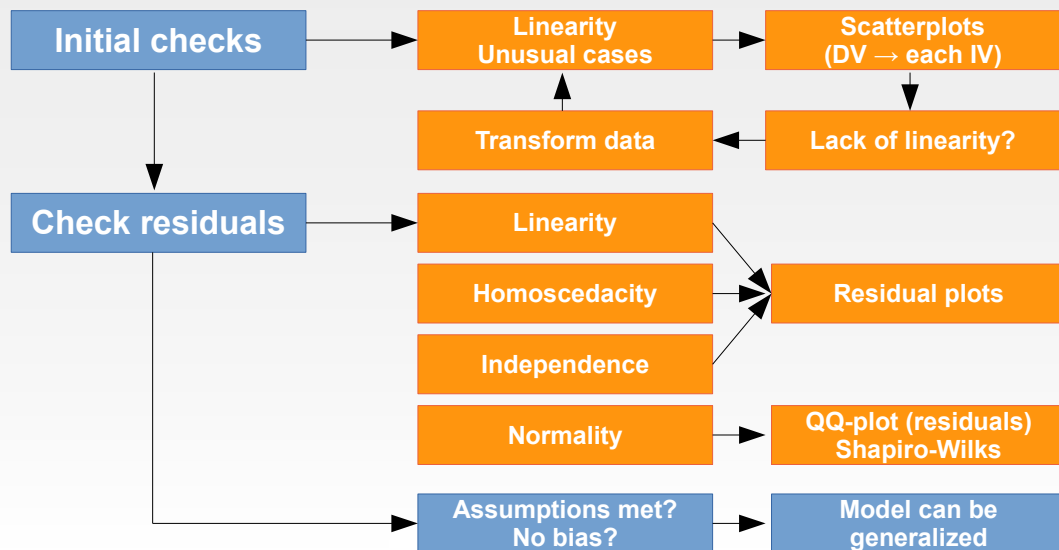 Initial checks
Linearity
Unusual cases
Scatterplots
(DV → each IV)
Transform data
Lack of linearity?
Check residuals
Linearity
Homoscedacity
Residual plots
Independence
Normality
QQ-plot (residuals)
Shapiro-Wilks
Assumptions met?
No bias?
Model can be
generalized